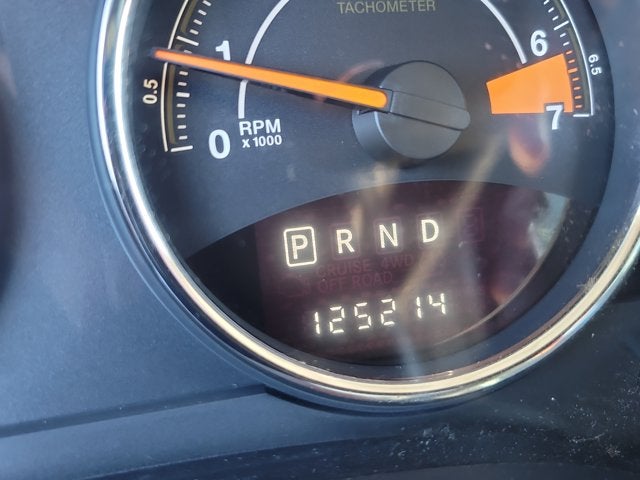 TACHOMETER
1
6
0.5
6.5
0
7
RPM
x 1000
P R N D
CRUISE 4WD
OFF ROAD
125214